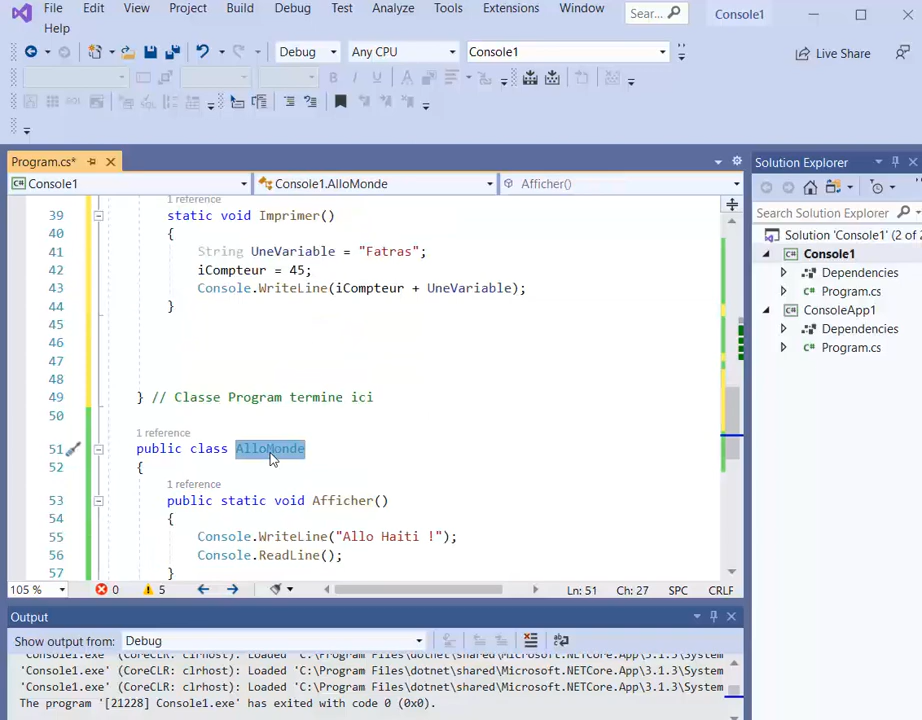 File Edit View Project Build Debug Test Analyze Tools Extensions Window Sear... Console1
Help
Debug Any CPU Console1 Live Share
Program.cs*
Console1 Console1.AlloMonde Afficher()
1 reference
39 static void Imprimer()
40 {
41 String UneVariable = "Fatras";
42 iCompteur = 45;
43 Console.WriteLine(iCompteur + UneVariable);
44 }
45
46
47
48
49 } // Classe Program termine ici
50
1 reference
51 public class AlloMonde
52 {
1 reference
53 public static void Afficher()
54 {
55 Console.WriteLine("Allo Haiti !");
56 Console.ReadLine();
57 }
105 % 0 5 Ln: 51 Ch: 27 SPC CRLF
Solution Explorer
Search Solution Explorer
Solution 'Console1' (2 of 2
Console1
Dependencies
Program.cs
ConsoleApp1
Dependencies
Program.cs
Output
Show output from: Debug
'Console1.exe' (CoreCLR: clrhost): Loaded 'C:\Program Files\dotnet\shared\Microsoft.NETCore.App\3.1.3\System
'Console1.exe' (CoreCLR: clrhost): Loaded 'C:\Program Files\dotnet\shared\Microsoft.NETCore.App\3.1.3\System
'Console1.exe' (CoreCLR: clrhost): Loaded 'C:\Program Files\dotnet\shared\Microsoft.NETCore.App\3.1.3\System
The program '[21228] Console1.exe' has exited with code 0 (0x0).